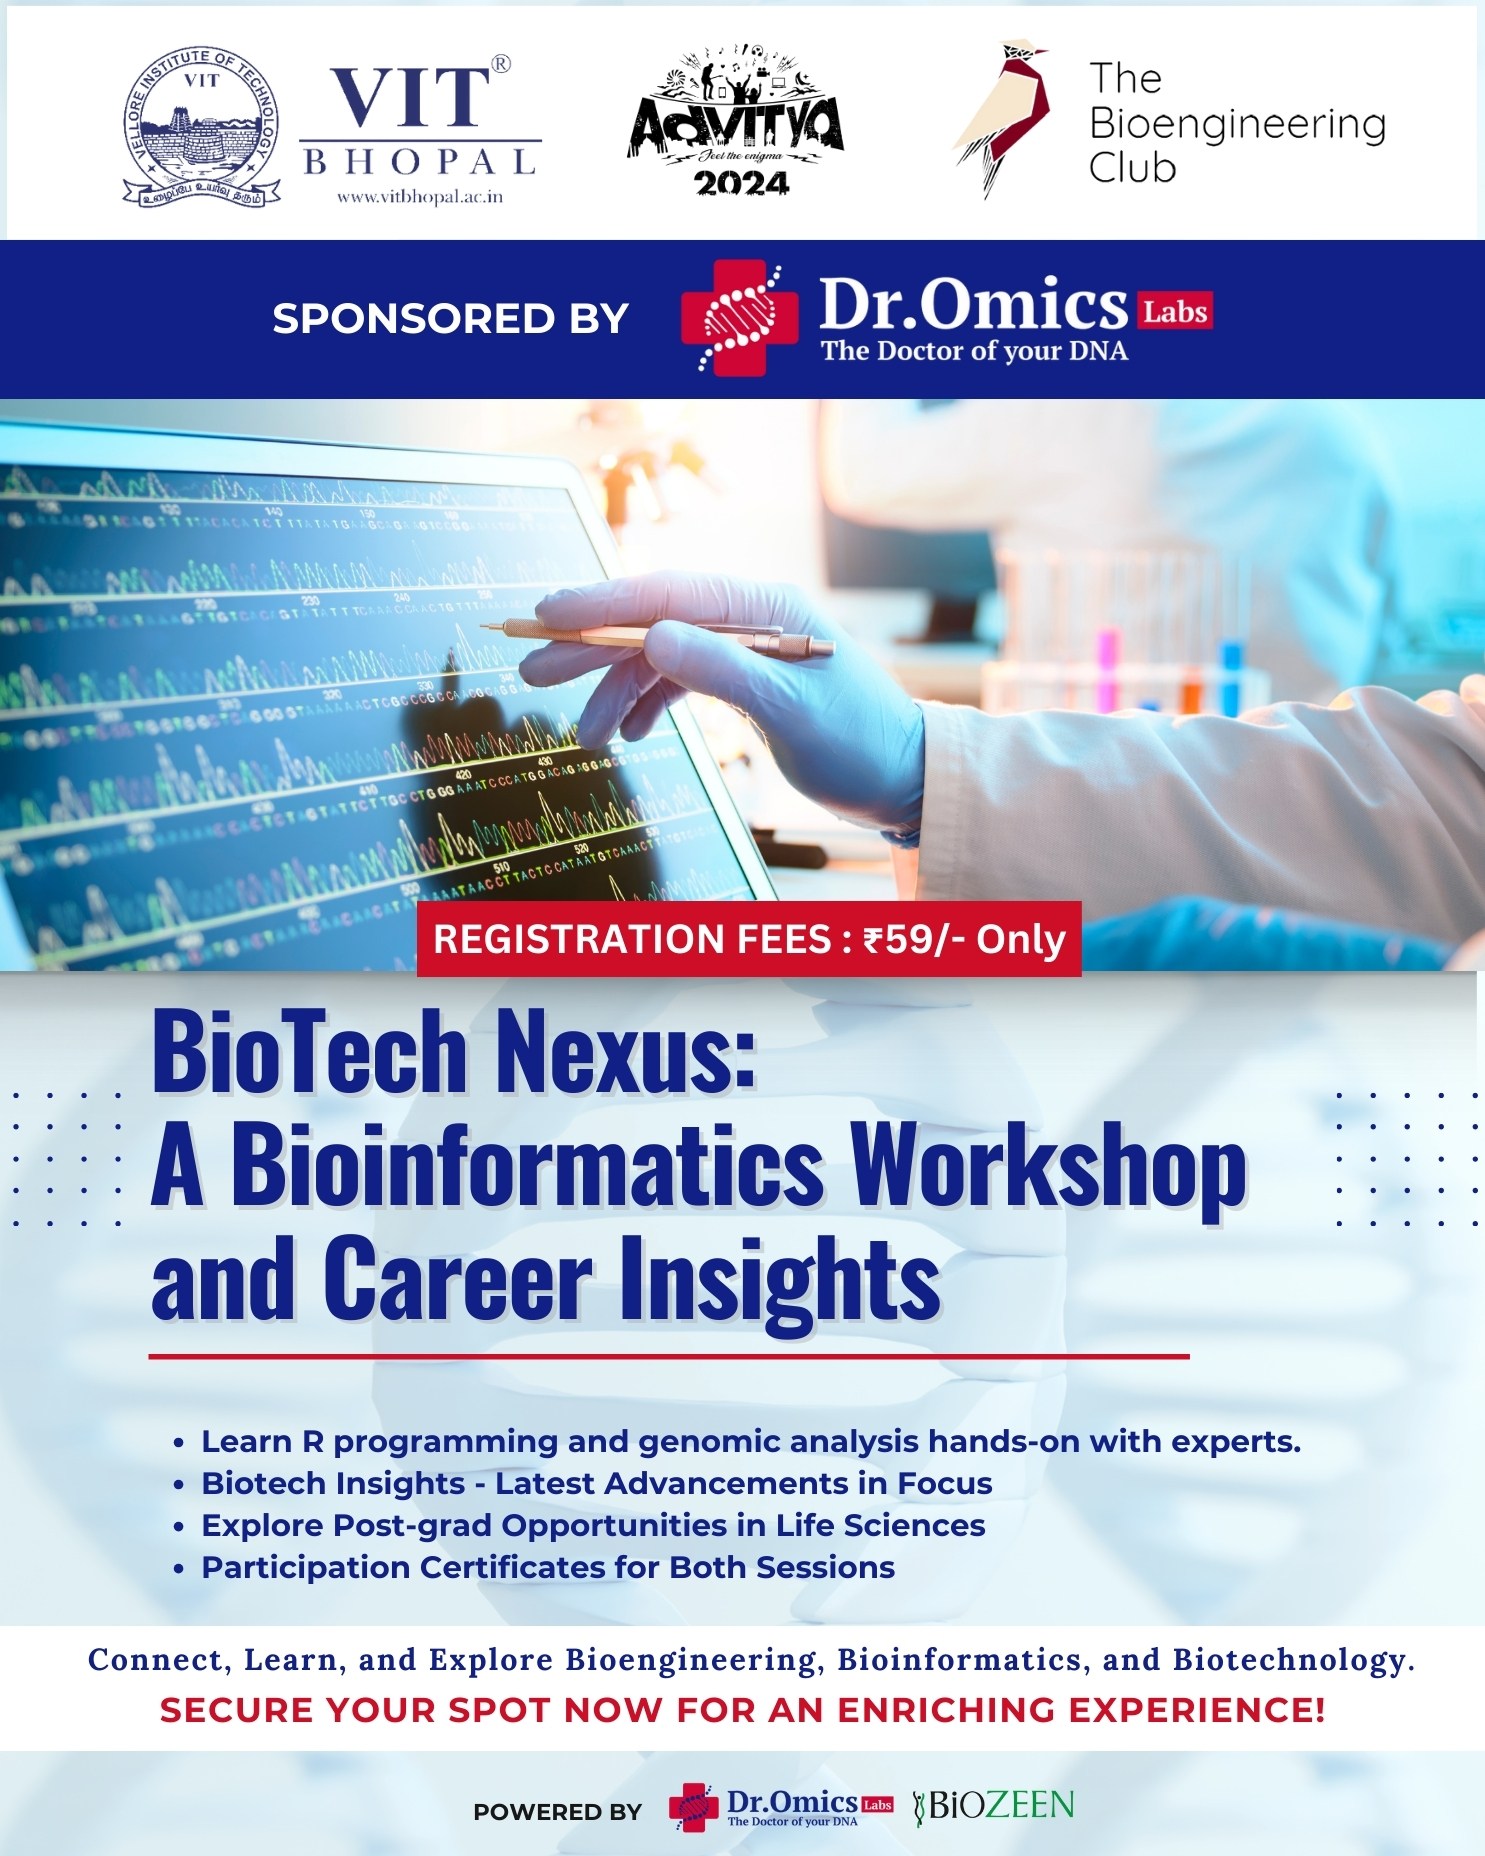 VELLORE INSTITUTE OF TECHNOLOGY
VIT
உழைப்பே உயர்வு தரும்
VIT®
BHOPAL
www.vitbhopal.ac.in
AdVITya
Feel the enigma
2024
The
Bioengineering
Club
SPONSORED BY
Dr.Omics Labs
The Doctor of your DNA
REGISTRATION FEES : ₹59/- Only
BioTech Nexus:
A Bioinformatics Workshop
and Career Insights
• Learn R programming and genomic analysis hands-on with experts.
• Biotech Insights - Latest Advancements in Focus
• Explore Post-grad Opportunities in Life Sciences
• Participation Certificates for Both Sessions
Connect, Learn, and Explore Bioengineering, Bioinformatics, and Biotechnology.
SECURE YOUR SPOT NOW FOR AN ENRICHING EXPERIENCE!
POWERED BY
Dr.Omics Labs
The Doctor of your DNA
BiOZEEN